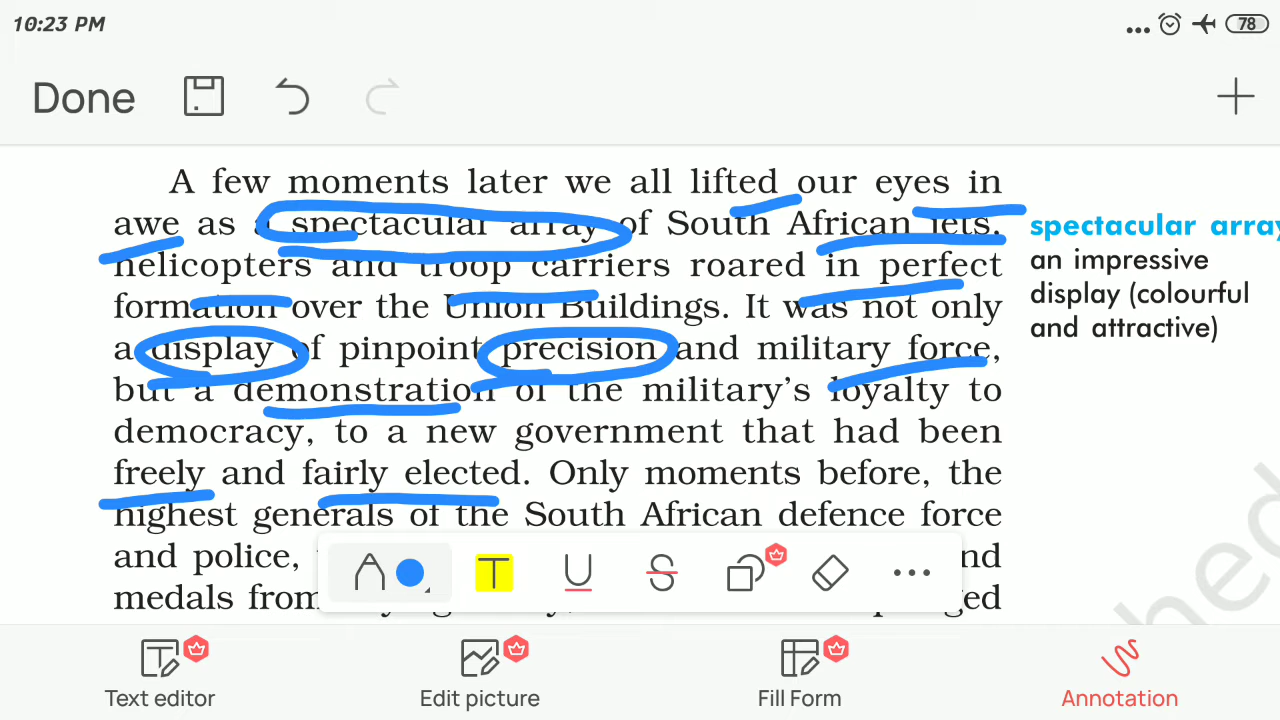 10:23 PM
78
Done
A few moments later we all lifted our eyes in
awe as a spectacular array of South African jets,
helicopters and troop carriers roared in perfect
formation over the Union Buildings. It was not only
a display of pinpoint precision and military force,
but a demonstration of the military's loyalty to
democracy, to a new government that had been
freely and fairly elected. Only moments before, the
highest generals of the South African defence force
and police,
medals from
spectacular array
an impressive
display (colourful
and attractive)
T
U
S
Text editor
Edit picture
Fill Form
Annotation